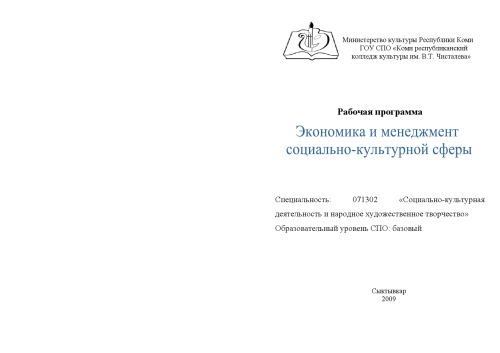 Министерство культуры Республики Коми
ГОУ СПО «Коми республиканский
колледж культуры им. В.Т. Чисталева»
Рабочая программа
Экономика и менеджмент
социально-культурной сферы
Специальность: 071302 «Социально-культурная
деятельность и народное художественное творчество»
Образовательный уровень СПО: базовый
Сыктывкар
2009